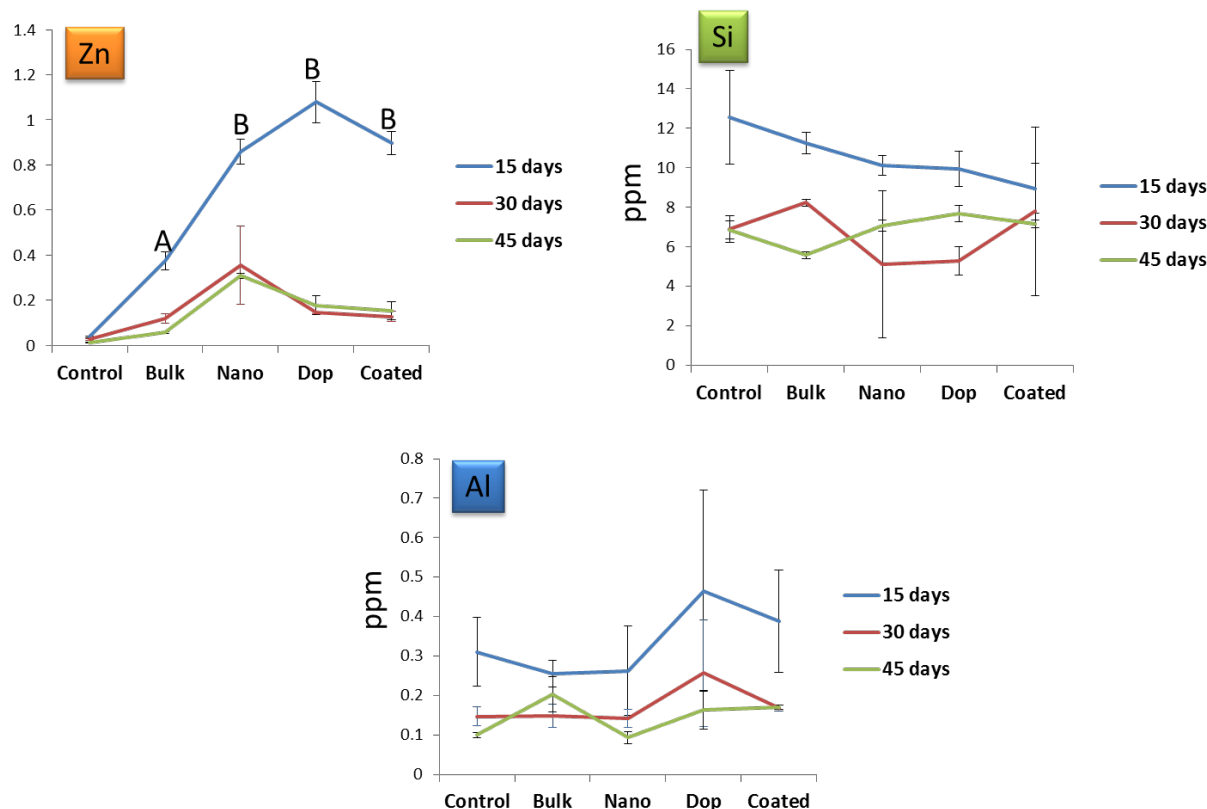 Zn
1.4
1.2
1
0.8
0.6
0.4
0.2
0
A
B
B
B
Control Bulk Nano Dop Coated
15 days
30 days
45 days
Si
ppm
16
14
12
10
8
6
4
2
0
Control Bulk Nano Dop Coated
15 days
30 days
45 days
Al
ppm
0.8
0.7
0.6
0.5
0.4
0.3
0.2
0.1
0
Control Bulk Nano Dop Coated
15 days
30 days
45 days